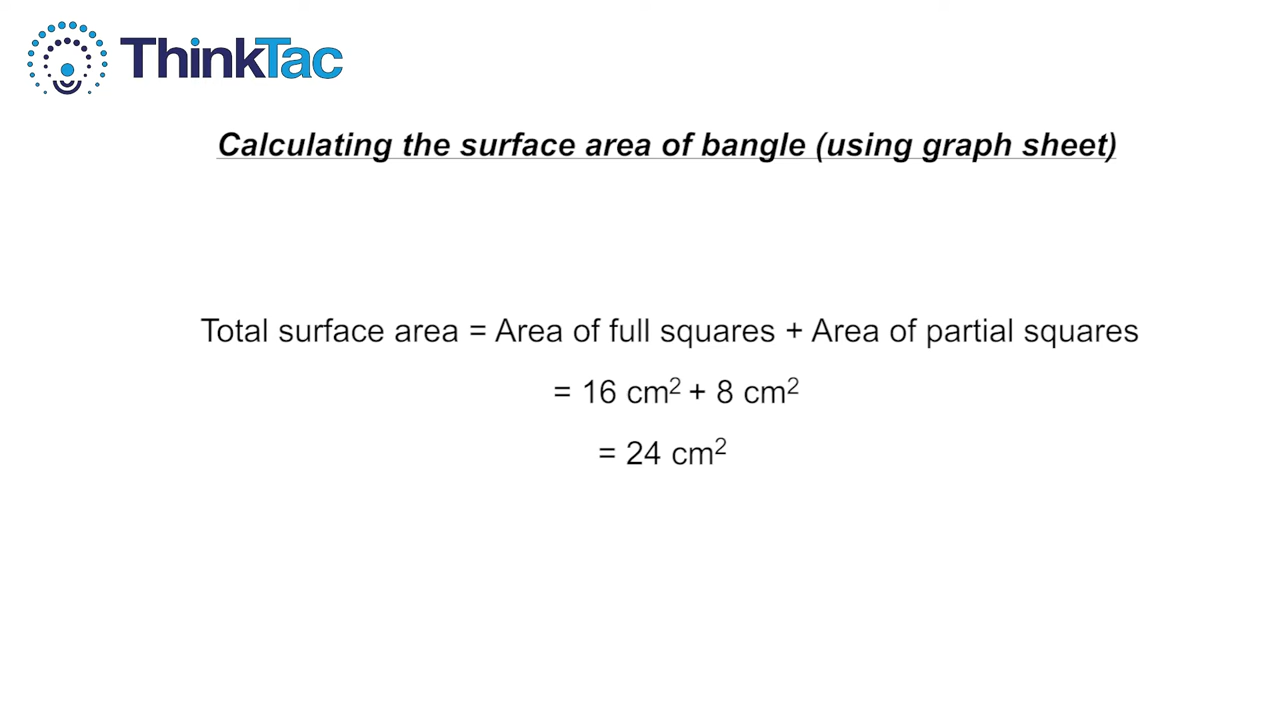 ThinkTac
Calculating the surface area of bangle (using graph sheet)
Total surface area = Area of full squares + Area of partial squares
= 16 cm² + 8 cm²
= 24 cm²